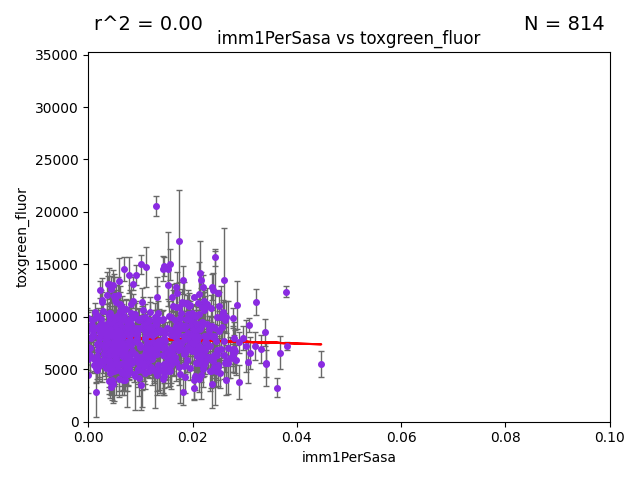 r^2 = 0.00
N = 814
imm1PerSasa vs toxgreen_fluor
35000
30000
25000
20000
15000
10000
5000
0
toxgreen_fluor
0.00
0.02
0.04
0.06
0.08
0.10
imm1PerSasa